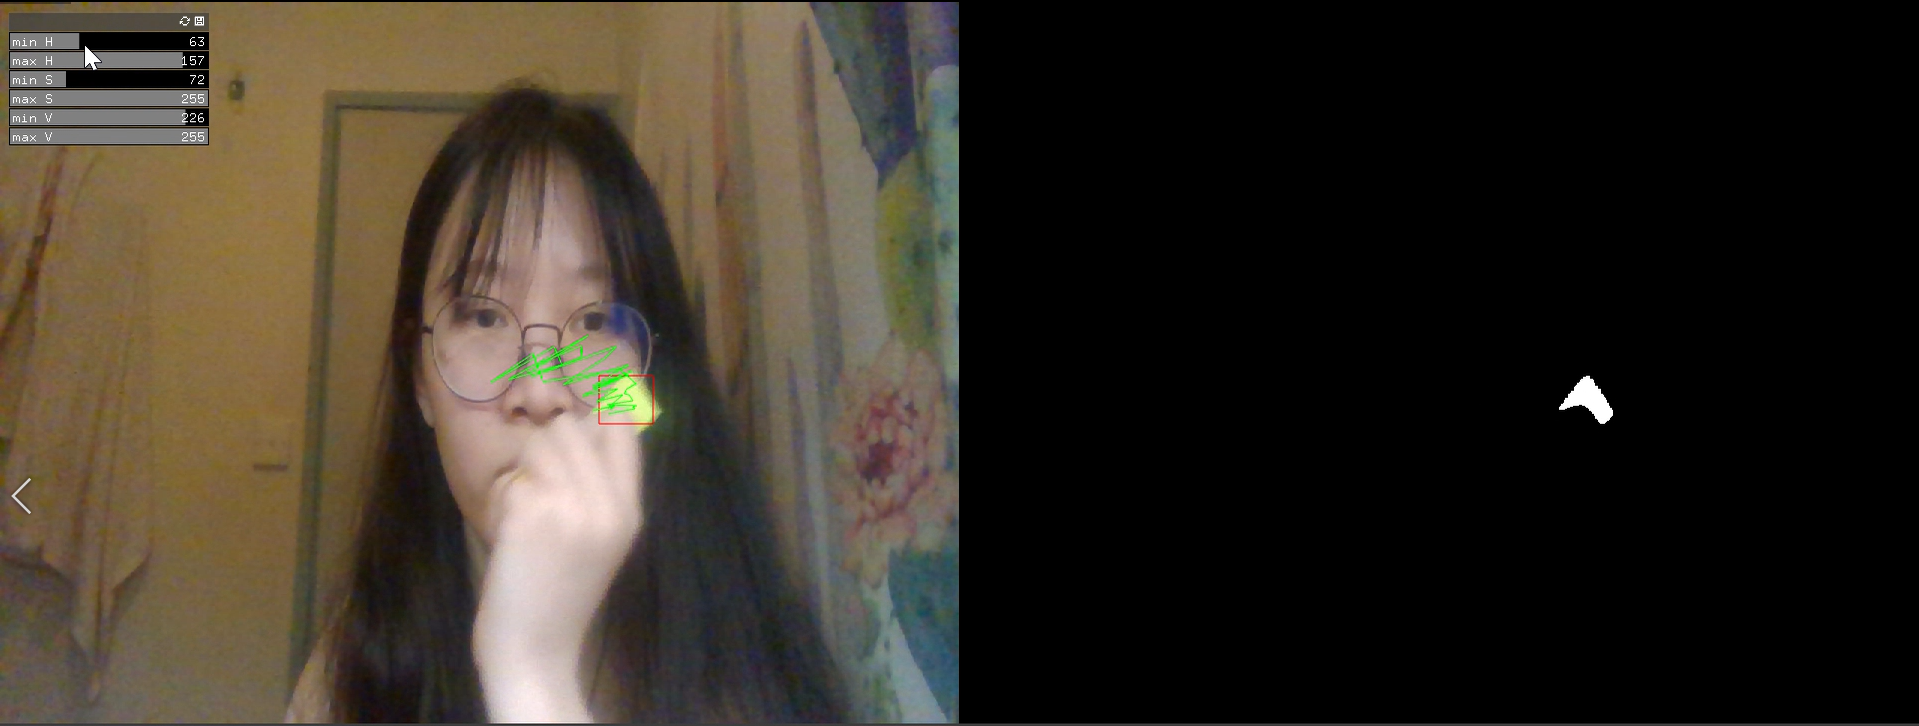 min H 63
max H 157
min S 72
max S 255
min V 226
max V 255